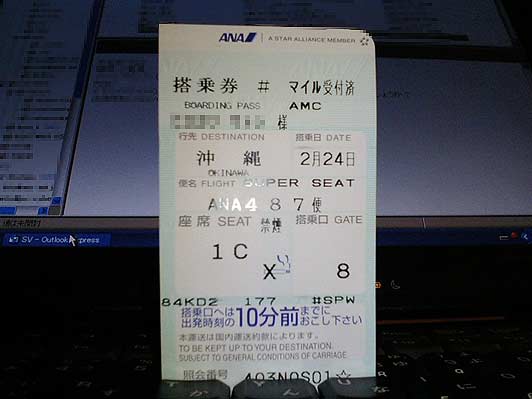 ANA A STAR ALLIANCE MEMBER
搭乗券 # マイル受付済
BOARDING PASS AMC
様
行先 DESTINATION 搭乗日 DATE
沖縄 2月24日
OKINAWA
便名 FLIGHT SUPER SEAT
ANA487便
座席 SEAT 禁煙 搭乗口 GATE
1C X 8
84KD2 177 #SPW
搭乗口へは10分前までに
出発時刻の おこし下さい
本運送は国内運送約款によります。
TO BE KEPT UP TO YOUR DESTINATION.
SUBJECT TO GENERAL CONDITIONS OF CARRIAGE.
照会番号 403N0S01☆
SV - Outlook Express